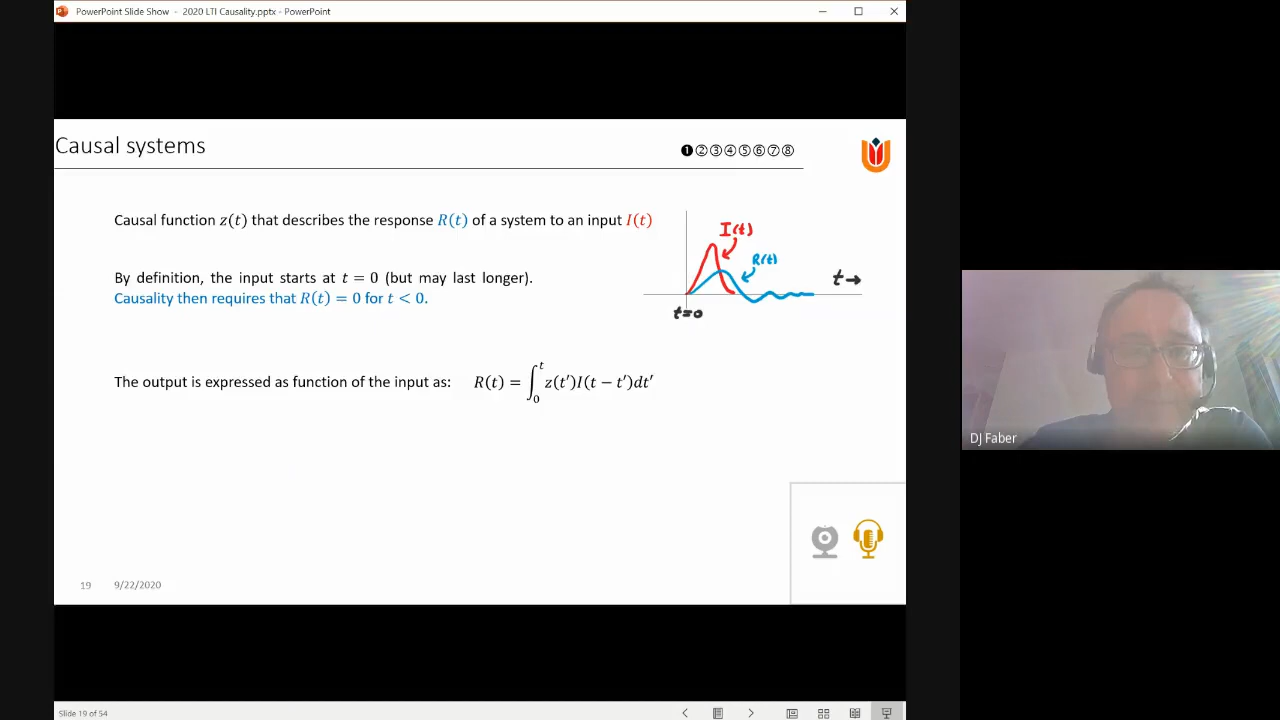 PowerPoint Slide Show - 2020 LTI Causality.pptx - PowerPoint
Causal systems
❶②③④⑤⑥⑦⑧
Causal function z(t) that describes the response R(t) of a system to an input I(t)
I(t)
R(t)
By definition, the input starts at t = 0 (but may last longer).
t→
Causality then requires that R(t) = 0 for t < 0.
t=0
The output is expressed as function of the input as: R(t) = ∫₀ᵗ z(t′)I(t − t′)dt′
DJ Faber
19 9/22/2020
Slide 19 of 54